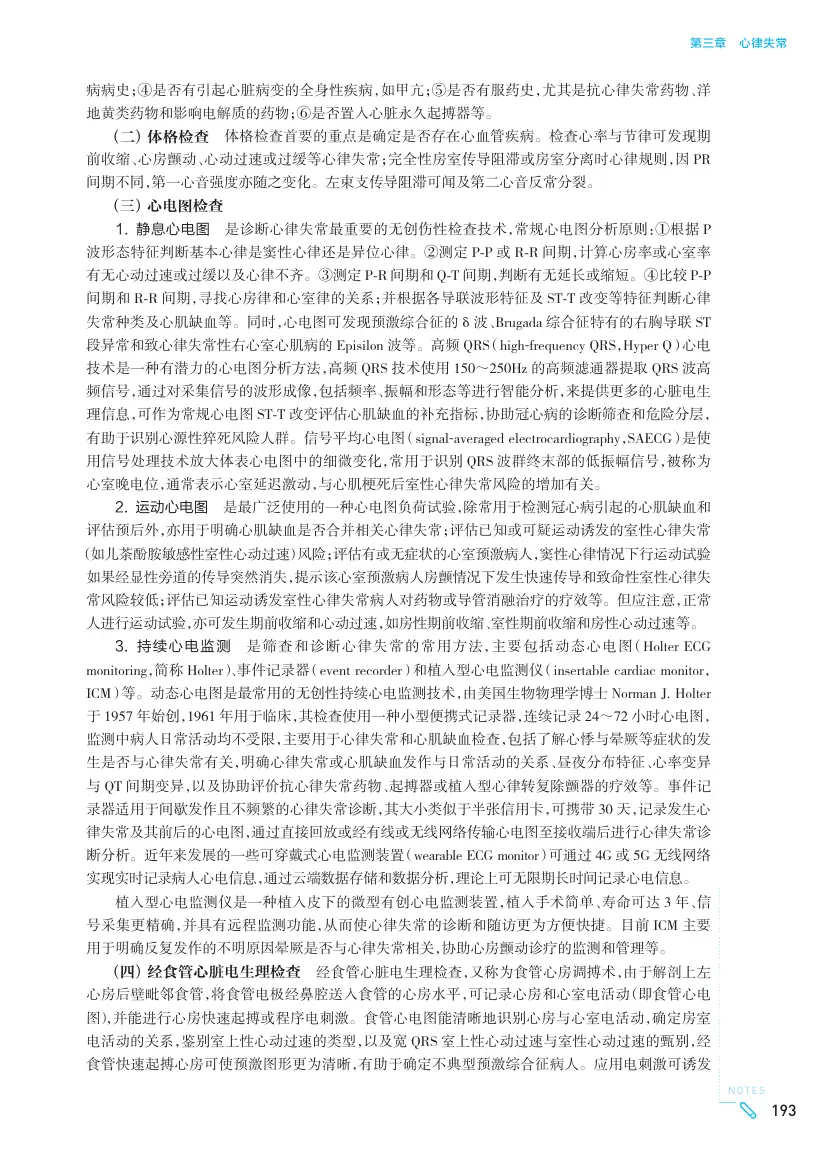 第三章 心律失常
病病史;④是否有引起心脏病变的全身性疾病,如甲亢;⑤是否有服药史,尤其是抗心律失常药物、洋
地黄类药物和影响电解质的药物;⑥是否置入心脏永久起搏器等。
(二)体格检查 体格检查首要的重点是确定是否存在心血管疾病。检查心率与节律可发现期
前收缩、心房颤动、心动过速或过缓等心律失常;完全性房室传导阻滞或房室分离时心律规则,因 PR
间期不同,第一心音强度亦随之变化。左束支传导阻滞可闻及第二心音反常分裂。
(三)心电图检查
1. 静息心电图 是诊断心律失常最重要的无创伤性检查技术,常规心电图分析原则:①根据 P
波形态特征判断基本心律是窦性心律还是异位心律。②测定 P-P 或 R-R 间期,计算心房率或心室率
有无心动过速或过缓以及心律不齐。③测定 P-R 间期和 Q-T 间期,判断有无延长或缩短。④比较 P-P
间期和 R-R 间期,寻找心房律和心室律的关系;并根据各导联波形特征及 ST-T 改变等特征判断心律
失常种类及心肌缺血等。同时,心电图可发现预激综合征的 δ 波、Brugada 综合征特有的右胸导联 ST
段异常和致心律失常性右心室心肌病的 Episilon 波等。高频 QRS(high-frequency QRS,Hyper Q)心电
技术是一种有潜力的心电图分析方法,高频 QRS 技术使用 150～250Hz 的高频滤通器提取 QRS 波高
频信号,通过对采集信号的波形成像,包括频率、振幅和形态等进行智能分析,来提供更多的心脏电生
理信息,可作为常规心电图 ST-T 改变评估心肌缺血的补充指标,协助冠心病的诊断筛查和危险分层,
有助于识别心源性猝死风险人群。信号平均心电图(signal-averaged electrocardiography,SAECG)是使
用信号处理技术放大体表心电图中的细微变化,常用于识别 QRS 波群终末部的低振幅信号,被称为
心室晚电位,通常表示心室延迟激动,与心肌梗死后室性心律失常风险的增加有关。
2. 运动心电图 是最广泛使用的一种心电图负荷试验,除常用于检测冠心病引起的心肌缺血和
评估预后外,亦用于明确心肌缺血是否合并相关心律失常;评估已知或可疑运动诱发的室性心律失常
(如儿茶酚胺敏感性室性心动过速)风险;评估有或无症状的心室预激病人,窦性心律情况下行运动试验
如果经显性旁道的传导突然消失,提示该心室预激病人房颤情况下发生快速传导和致命性室性心律失
常风险较低;评估已知运动诱发室性心律失常病人对药物或导管消融治疗的疗效等。但应注意,正常
人进行运动试验,亦可发生期前收缩和心动过速,如房性期前收缩、室性期前收缩和房性心动过速等。
3. 持续心电监测 是筛查和诊断心律失常的常用方法,主要包括动态心电图(Holter ECG
monitoring,简称 Holter)、事件记录器(event recorder)和植入型心电监测仪(insertable cardiac monitor,
ICM)等。动态心电图是最常用的无创性持续心电监测技术,由美国生物物理学博士 Norman J. Holter
于 1957 年始创,1961 年用于临床,其检查使用一种小型便携式记录器,连续记录 24～72 小时心电图,
监测中病人日常活动均不受限,主要用于心律失常和心肌缺血检查,包括了解心悸与晕厥等症状的发
生是否与心律失常有关,明确心律失常或心肌缺血发作与日常活动的关系、昼夜分布特征、心率变异
与 QT 间期变异,以及协助评价抗心律失常药物、起搏器或植入型心律转复除颤器的疗效等。事件记
录器适用于间歇发作且不频繁的心律失常诊断,其大小类似于半张信用卡,可携带 30 天,记录发生心
律失常及其前后的心电图,通过直接回放或经有线或无线网络传输心电图至接收端后进行心律失常诊
断分析。近年来发展的一些可穿戴式心电监测装置(wearable ECG monitor)可通过 4G 或 5G 无线网络
实现实时记录病人心电信息,通过云端数据存储和数据分析,理论上可无限期长时间记录心电信息。
植入型心电监测仪是一种植入皮下的微型有创心电监测装置,植入手术简单、寿命可达 3 年、信
号采集更精确,并具有远程监测功能,从而使心律失常的诊断和随访更为方便快捷。目前 ICM 主要
用于明确反复发作的不明原因晕厥是否与心律失常相关,协助心房颤动诊疗的监测和管理等。
(四)经食管心脏电生理检查 经食管心脏电生理检查,又称为食管心房调搏术,由于解剖上左
心房后壁毗邻食管,将食管电极经鼻腔送入食管的心房水平,可记录心房和心室电活动(即食管心电
图),并能进行心房快速起搏或程序电刺激。食管心电图能清晰地识别心房与心室电活动,确定房室
电活动的关系,鉴别室上性心动过速的类型,以及宽 QRS 室上性心动过速与室性心动过速的甄别,经
食管快速起搏心房可使预激图形更为清晰,有助于确定不典型预激综合征病人。应用电刺激可诱发
NOTES
193